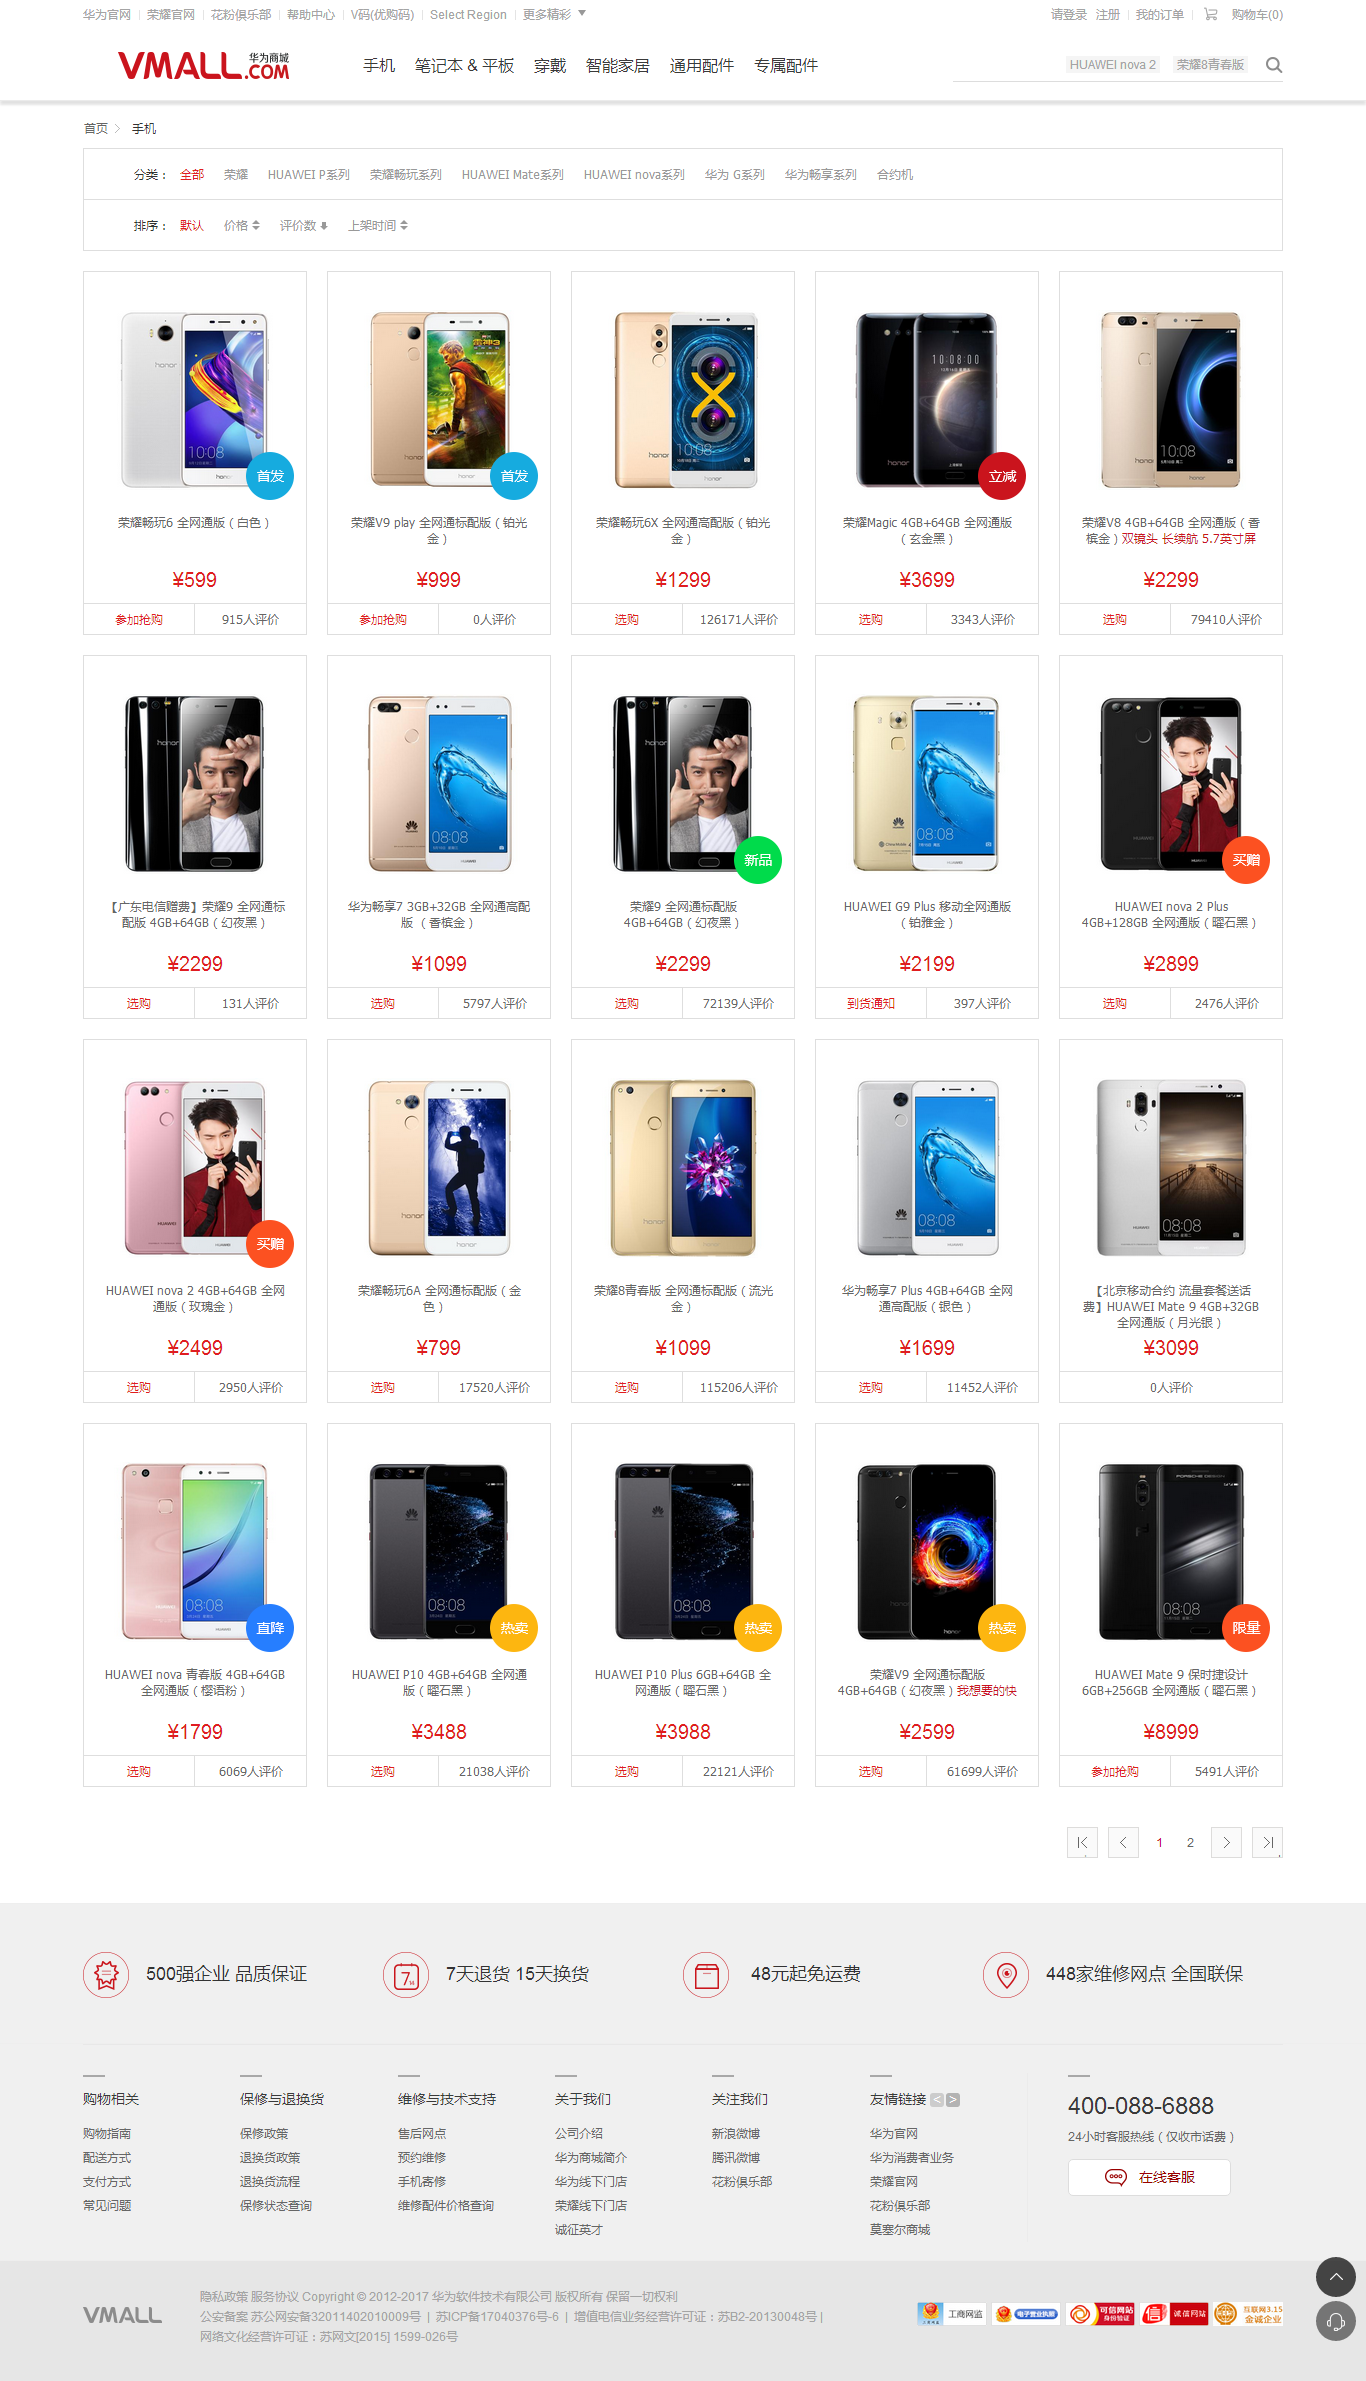 华为官网 荣耀官网 花粉俱乐部 帮助中心 V码(优购码) Select Region 更多精彩 请登录 注册 我的订单 购物车(0)
VMALL.COM 华为商城 手机 笔记本 & 平板 穿戴 智能家居 通用配件 专属配件 HUAWEI nova 2 荣耀8青春版
首页 手机
分类： 全部 荣耀 HUAWEI P系列 荣耀畅玩系列 HUAWEI Mate系列 HUAWEI nova系列 华为 G系列 华为畅享系列 合约机
排序： 默认 价格 评价数 上架时间
首发 首发 立减
荣耀畅玩6 全网通版（白色）
荣耀V9 play 全网通标配版（铂光
金）
荣耀畅玩6X 全网通高配版（铂光
金）
荣耀Magic 4GB+64GB 全网通版
（玄金黑）
荣耀V8 4GB+64GB 全网通版（香
槟金）双镜头 长续航 5.7英寸屏
¥599 ¥999 ¥1299 ¥3699 ¥2299
参加抢购 915人评价 参加抢购 0人评价 选购 126171人评价 选购 3343人评价 选购 79410人评价
新品 买赠
【广东电信赠费】荣耀9 全网通标
配版 4GB+64GB（幻夜黑）
华为畅享7 3GB+32GB 全网通高配
版 （香槟金）
荣耀9 全网通标配版
4GB+64GB（幻夜黑）
HUAWEI G9 Plus 移动全网通版
（铂雅金）
HUAWEI nova 2 Plus
4GB+128GB 全网通版（曜石黑）
¥2299 ¥1099 ¥2299 ¥2199 ¥2899
选购 131人评价 选购 5797人评价 选购 72139人评价 到货通知 397人评价 选购 2476人评价
买赠
HUAWEI nova 2 4GB+64GB 全网
通版（玫瑰金）
荣耀畅玩6A 全网通标配版（金
色）
荣耀8青春版 全网通标配版（流光
金）
华为畅享7 Plus 4GB+64GB 全网
通高配版（银色）
【北京移动合约 流量套餐送话
费】HUAWEI Mate 9 4GB+32GB
全网通版（月光银）
¥2499 ¥799 ¥1099 ¥1699 ¥3099
选购 2950人评价 选购 17520人评价 选购 115206人评价 选购 11452人评价 0人评价
直降 热卖 热卖 热卖 限量
HUAWEI nova 青春版 4GB+64GB
全网通版（樱语粉）
HUAWEI P10 4GB+64GB 全网通
版（曜石黑）
HUAWEI P10 Plus 6GB+64GB 全
网通版（曜石黑）
荣耀V9 全网通标配版
4GB+64GB（幻夜黑）我想要的快
HUAWEI Mate 9 保时捷设计
6GB+256GB 全网通版（曜石黑）
¥1799 ¥3488 ¥3988 ¥2599 ¥8999
选购 6069人评价 选购 21038人评价 选购 22121人评价 选购 61699人评价 参加抢购 5491人评价
1 2
500强企业 品质保证 7天退货 15天换货 48元起免运费 448家维修网点 全国联保
购物相关
购物指南
配送方式
支付方式
常见问题
保修与退换货
保修政策
退换货政策
退换货流程
保修状态查询
维修与技术支持
售后网点
预约维修
手机寄修
维修配件价格查询
关于我们
公司介绍
华为商城简介
华为线下门店
荣耀线下门店
诚征英才
关注我们
新浪微博
腾讯微博
花粉俱乐部
友情链接 < >
华为官网
华为消费者业务
荣耀官网
花粉俱乐部
莫塞尔商城
400-088-6888
24小时客服热线（仅收市话费）
在线客服
VMALL
隐私政策 服务协议 Copyright © 2012-2017 华为软件技术有限公司 版权所有 保留一切权利
公安备案 苏公网安备32011402010009号 | 苏ICP备17040376号-6 | 增值电信业务经营许可证：苏B2-20130048号 |
网络文化经营许可证：苏网文[2015] 1599-026号
工商网监 电子营业执照 可信网站 身份验证 诚信网站 互联网3.15 金诚企业